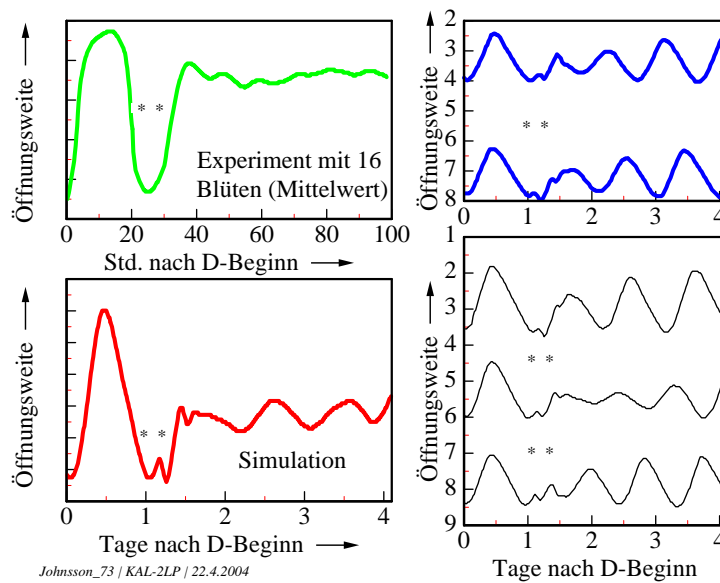 Öffnungsweite
* *
Experiment mit 16
Blüten (Mittelwert)
0 20 40 60 80 100
Std. nach D-Beginn
Öffnungsweite
* *
Simulation
0 1 2 3 4
Tage nach D-Beginn
Johnsson_73 | KAL-2LP | 22.4.2004
Öffnungsweite
2
3
4
5
* *
6
7
8
0 1 2 3 4
Öffnungsweite
1
2
3
4
* *
5
6
7
* *
8
9
0 1 2 3 4
Tage nach D-Beginn